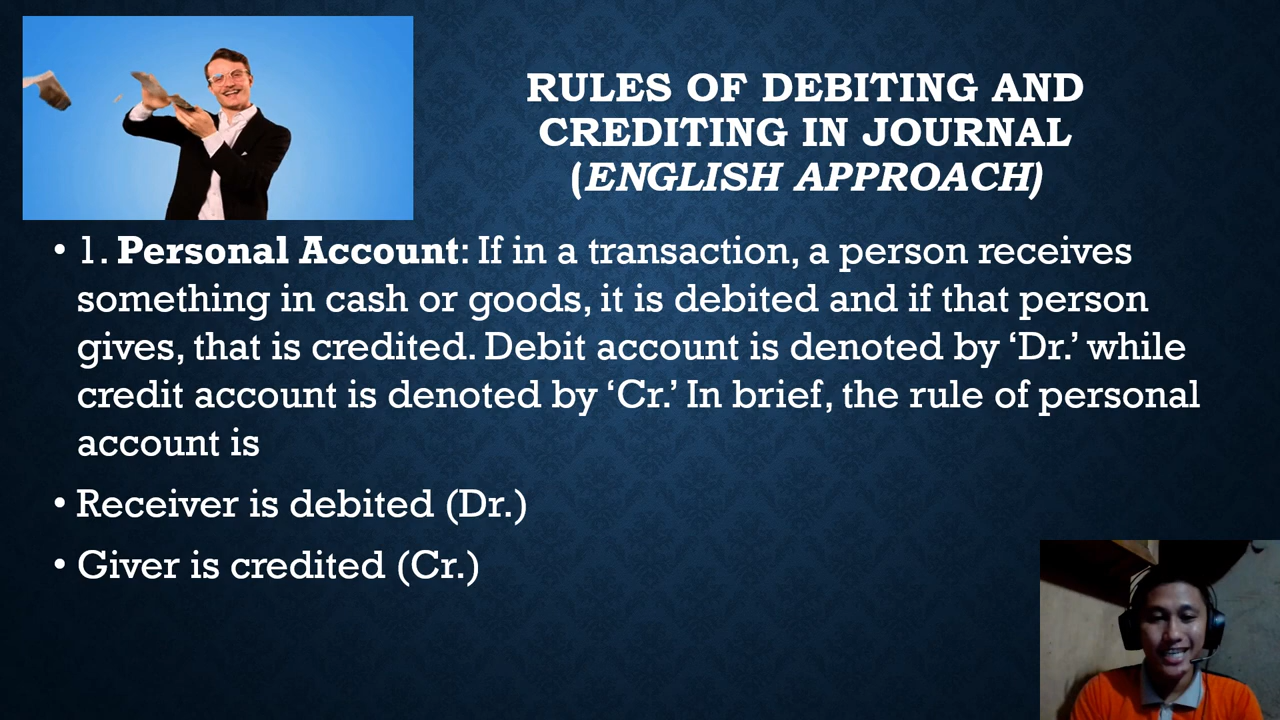 RULES OF DEBITING AND
CREDITING IN JOURNAL
(ENGLISH APPROACH)
• 1. Personal Account: If in a transaction, a person receives
something in cash or goods, it is debited and if that person
gives, that is credited. Debit account is denoted by ‘Dr.’ while
credit account is denoted by ‘Cr.’ In brief, the rule of personal
account is
• Receiver is debited (Dr.)
• Giver is credited (Cr.)